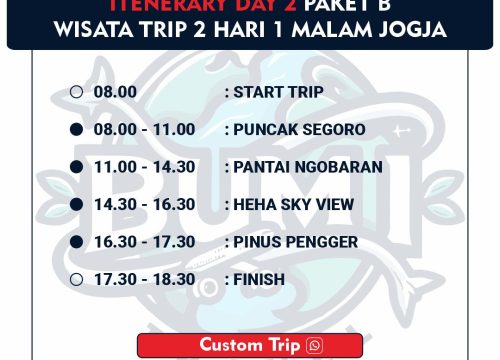 ITENERARY DAY 2 PAKET B
WISATA TRIP 2 HARI 1 MALAM JOGJA
08.00 : START TRIP
08.00 - 11.00 : PUNCAK SEGORO
11.00 - 14.30 : PANTAI NGOBARAN
14.30 - 16.30 : HEHA SKY VIEW
16.30 - 17.30 : PINUS PENGGER
17.30 - 18.30 : FINISH
BUMI
Custom Trip